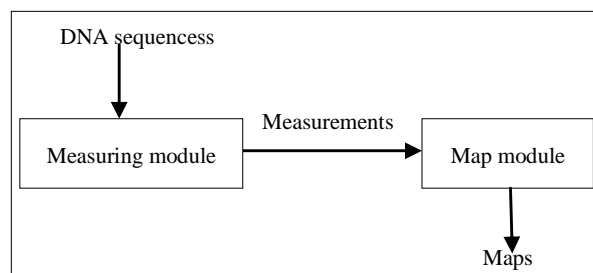 DNA sequencess
Measurements
Measuring module
Map module
Maps